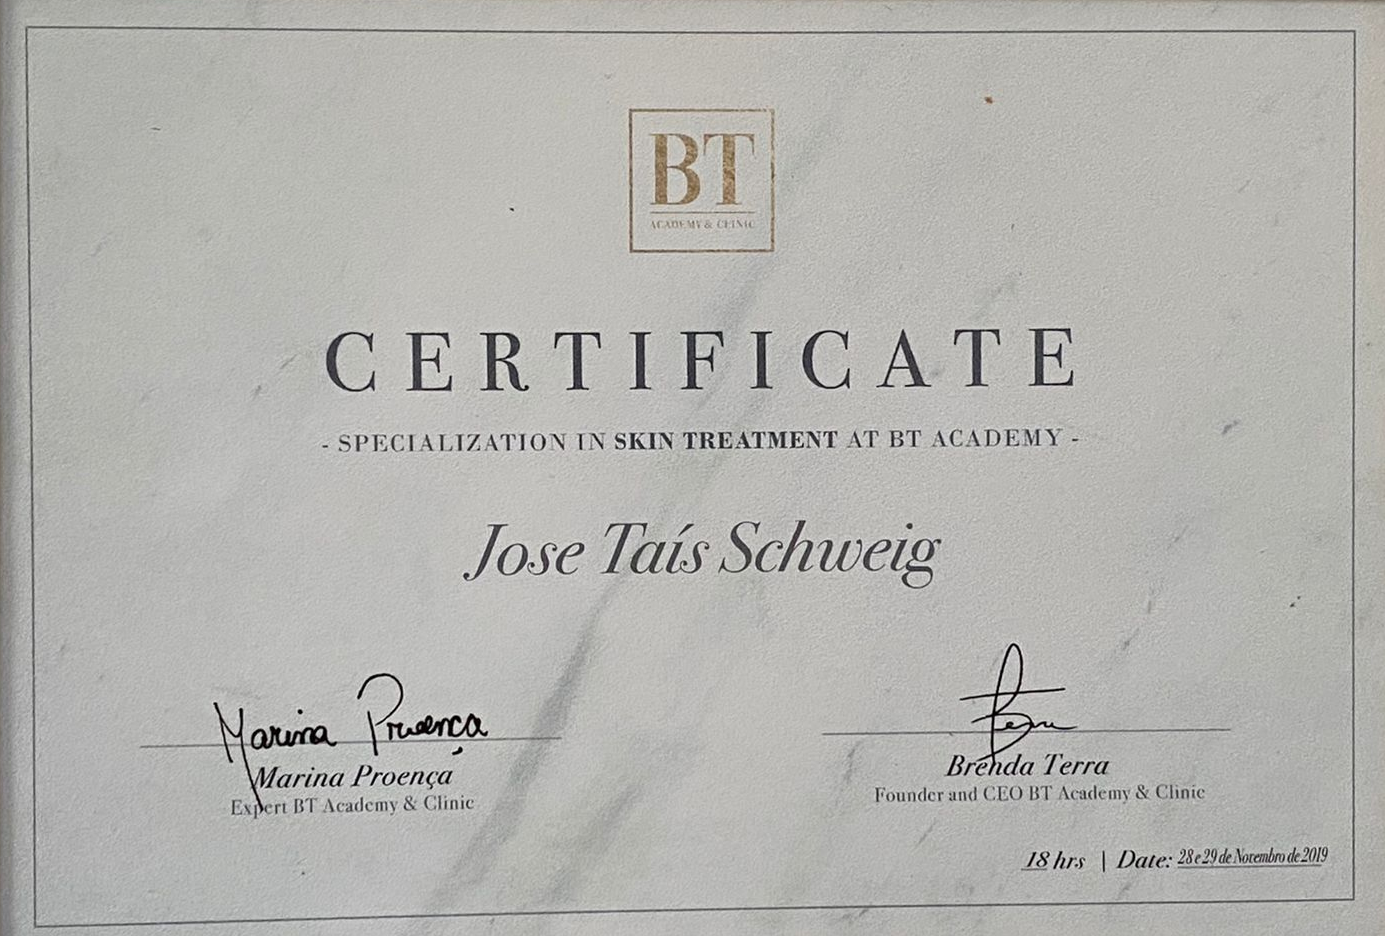 BT
ACADEMY & CLINIC
CERTIFICATE
- SPECIALIZATION IN SKIN TREATMENT AT BT ACADEMY -
Jose Taís Schweig
Marina Proença
Marina Proença
Expert BT Academy & Clinic
Brenda Terra
Founder and CEO BT Academy & Clinic
18 hrs | Date: 28 e 29 de Novembro de 2019